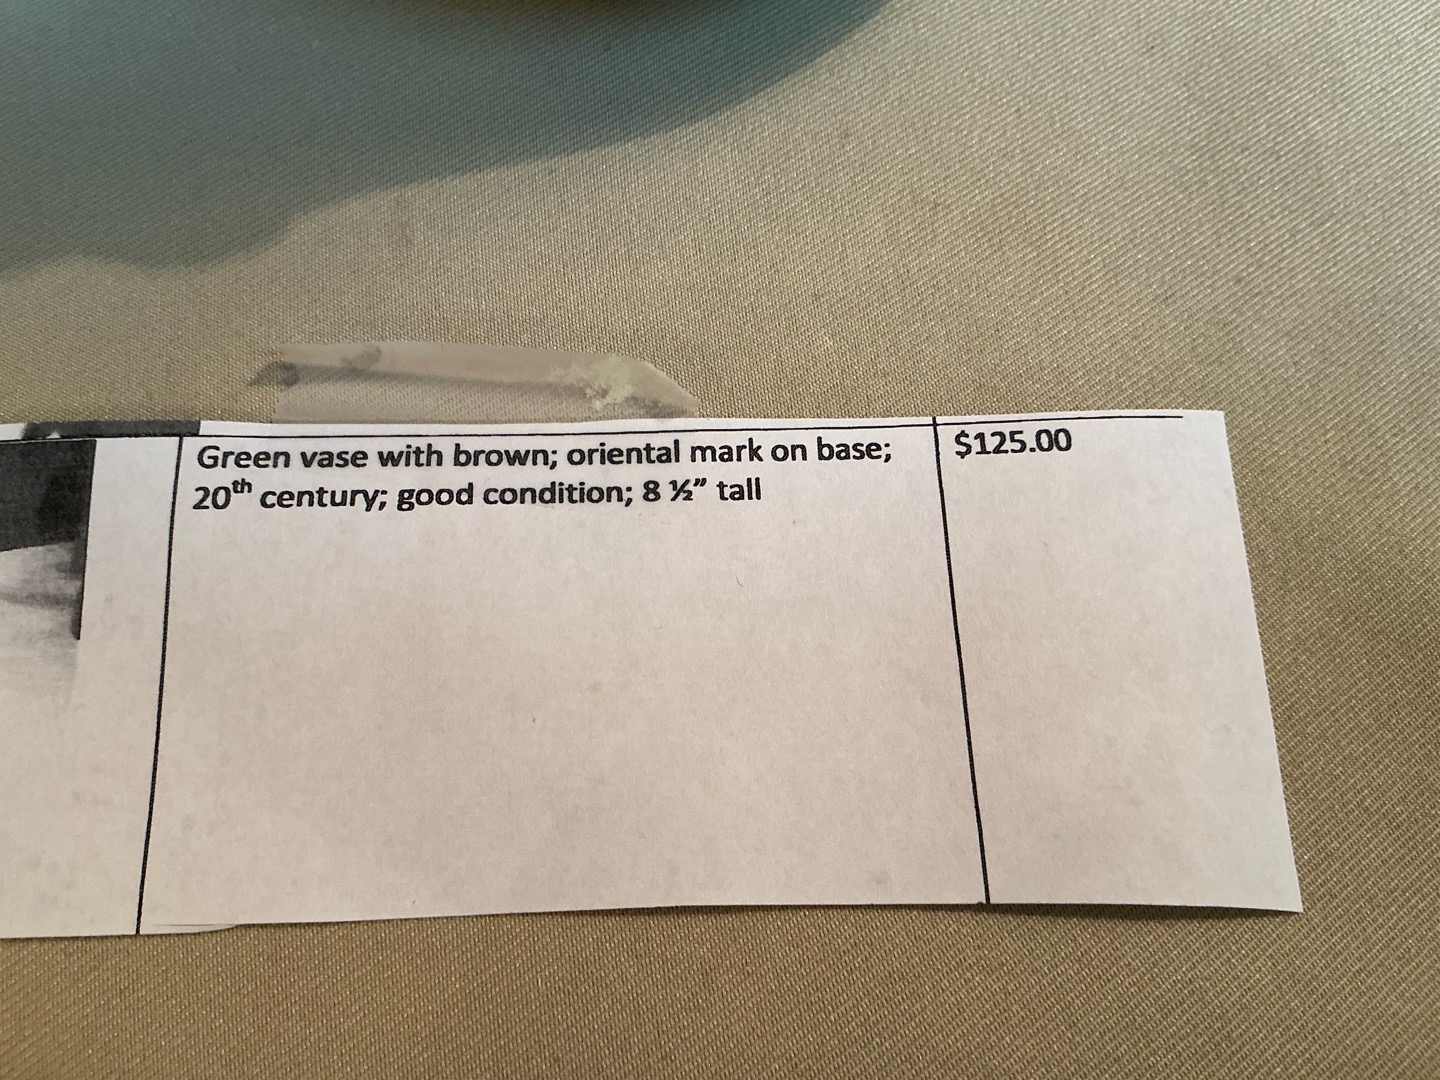 Green vase with brown; oriental mark on base;
20th century; good condition; 8 ½” tall
$125.00